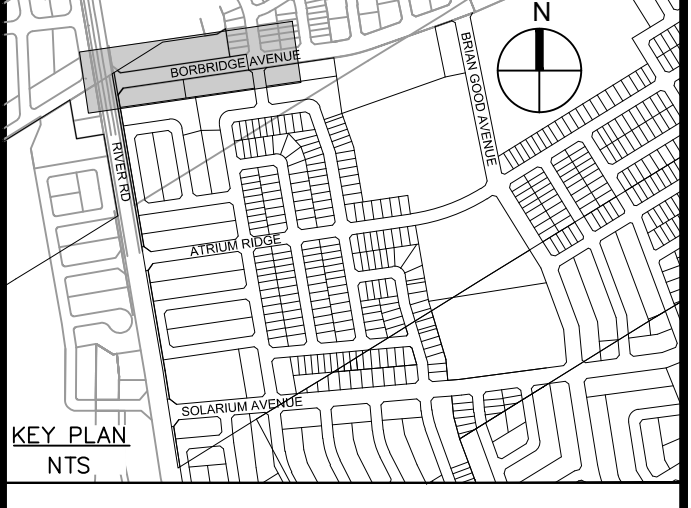 N
BORBRIDGE AVENUE
BRIAN GOOD AVENUE
RIVER RD
ATRIUM RIDGE
SOLARIUM AVENUE
KEY PLAN
NTS